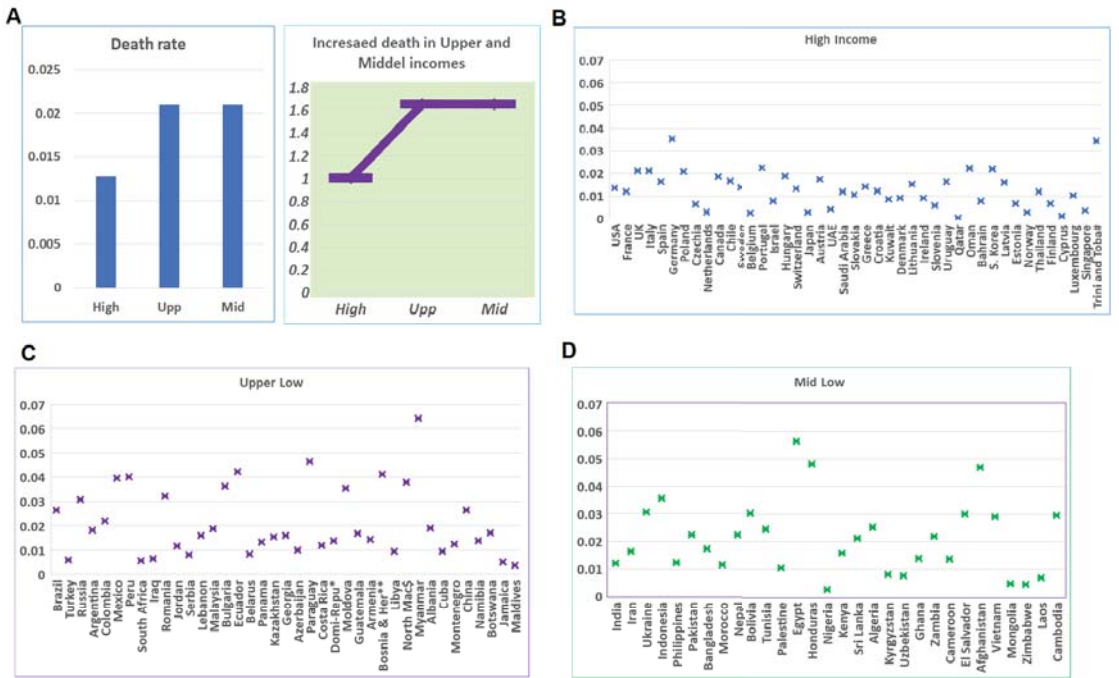 A
Death rate
0.025
0.02
0.015
0.01
0.005
0
High Upp Mid
Incresaed death in Upper and
Middel incomes
1.8
1.6
1.4
1.2
1
0.8
0.6
0.4
0.2
0
High Upp Mid
B
High Income
0.07
0.06
0.05
0.04
0.03
0.02
0.01
0
USA
France
UK
Italy
Spain
Germany
Poland
Czechia
Netherlands
Canada
Chile
Sweden
Belgium
Portugal
Israel
Hungary
Switzerland
Japan
Austria
UAE
Saudi Arabia
Slovakia
Greece
Croatia
Kuwait
Denmark
Lithuania
Ireland
Slovenia
Uruguay
Qatar
Oman
Bahrain
S. Korea
Latvia
Estonia
Norway
Thailand
Finland
Cyprus
Luxembourg
Singapore
Trini and Toba#
C
Upper Low
0.07
0.06
0.05
0.04
0.03
0.02
0.01
0
Brazil
Turkey
Russia
Argentina
Colombia
Mexico
Peru
South Africa
Iraq
Romania
Jordan
Serbia
Lebanon
Malaysia
Bulgaria
Ecuador
Belarus
Panama
Kazakhstan
Georgia
Azerbaijan
Paraguay
Costa Rica
Domi-Repu*
Moldova
Guatemala
Armenia
Bosnia & Her**
Libya
North Mac$
Myanmar
Albania
Cuba
Montenegro
China
Namibia
Botswana
Jamaica
Maldives
D
Mid Low
0.07
0.06
0.05
0.04
0.03
0.02
0.01
0
India
Iran
Ukraine
Indonesia
Philippines
Pakistan
Bangladesh
Morocco
Nepal
Bolivia
Tunisia
Palestine
Egypt
Honduras
Nigeria
Kenya
Sri Lanka
Algeria
Kyrgyzstan
Uzbekistan
Ghana
Zambia
Cameroon
El Salvador
Afghanistan
Vietnam
Mongolia
Zimbabwe
Laos
Cambodia